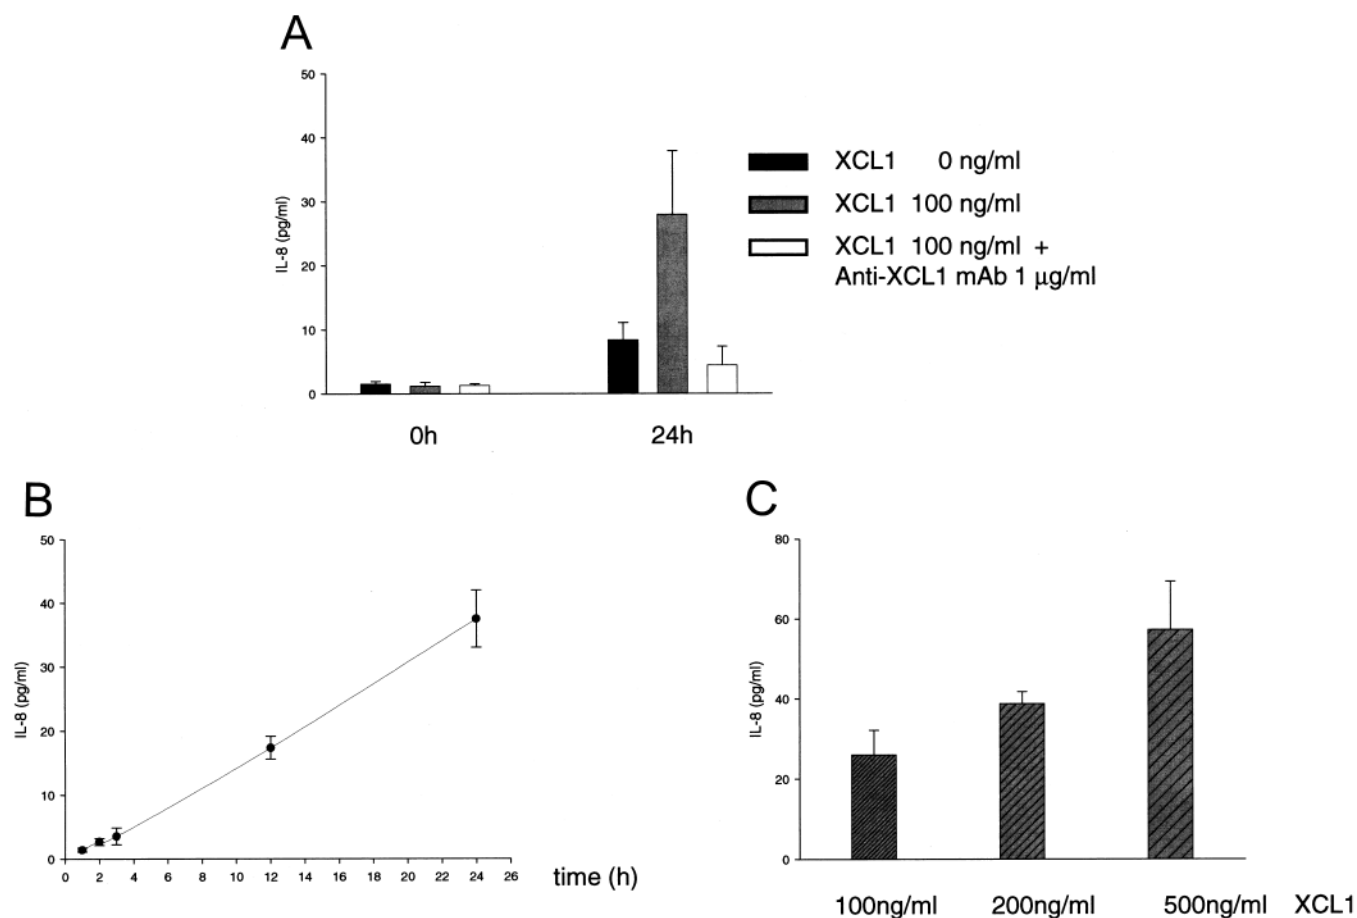 A
50
40
30
20
10
0
IL-8 (pg/ml)
0h 24h
XCL1 0 ng/ml
XCL1 100 ng/ml
XCL1 100 ng/ml +
Anti-XCL1 mAb 1 μg/ml
B
50
40
30
20
10
0
IL-8 (pg/ml)
0 2 4 6 8 10 12 14 16 18 20 22 24 26
time (h)
C
80
60
40
20
0
IL-8 (pg/ml)
100ng/ml 200ng/ml 500ng/ml XCL1